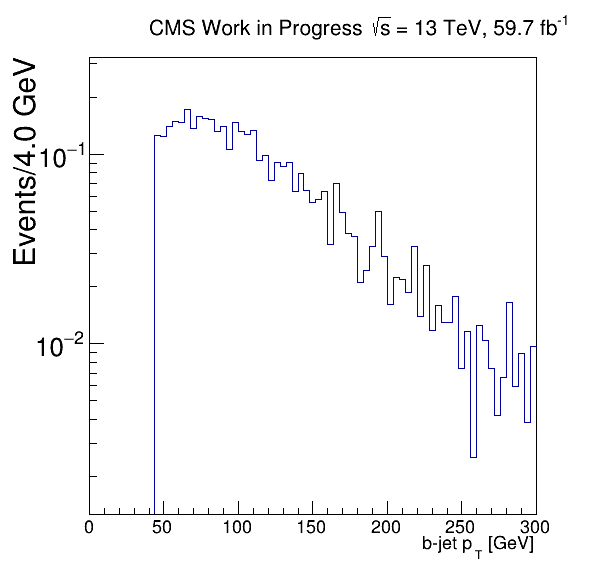 CMS Work in Progress √s = 13 TeV, 59.7 fb⁻¹
Events/4.0 GeV
10⁻¹
10⁻²
0 50 100 150 200 250 300
b-jet p_T [GeV]